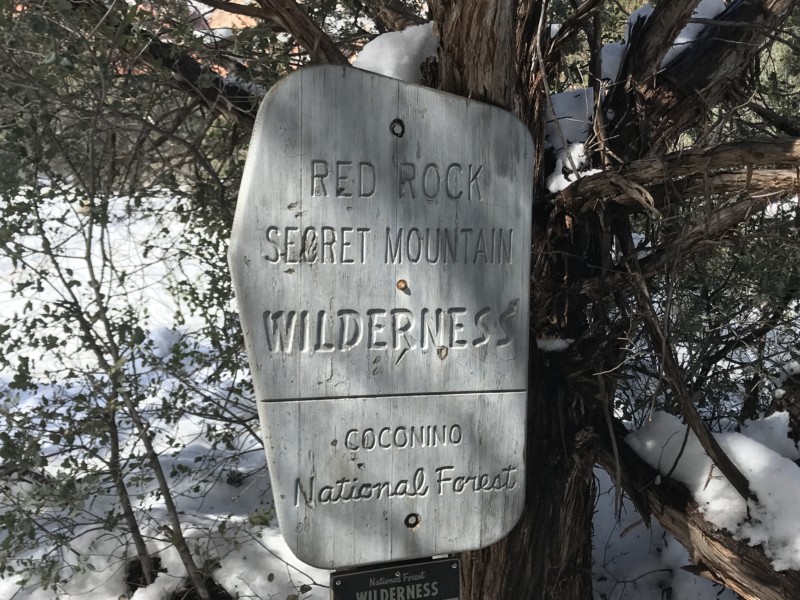 RED ROCK
SECRET MOUNTAIN
WILDERNESS
COCONINO
National Forest
National Forest
WILDERNESS